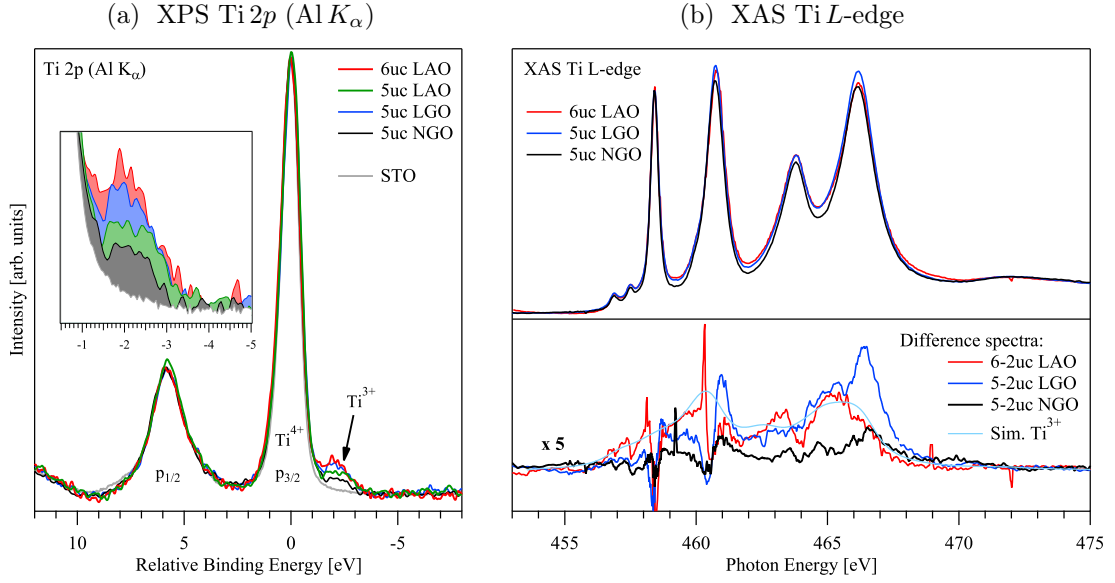 (a) XPS Ti 2p (Al Kα)
Ti 2p (Al Kα)
6uc LAO
5uc LAO
5uc LGO
5uc NGO
STO
-1 -2 -3 -4 -5
Ti3+
Ti4+
p1/2
p3/2
Intensity [arb. units]
10 5 0 -5
Relative Binding Energy [eV]
(b) XAS Ti L-edge
XAS Ti L-edge
6uc LAO
5uc LGO
5uc NGO
Difference spectra:
6-2uc LAO
5-2uc LGO
5-2uc NGO
Sim. Ti3+
x 5
455 460 465 470 475
Photon Energy [eV]